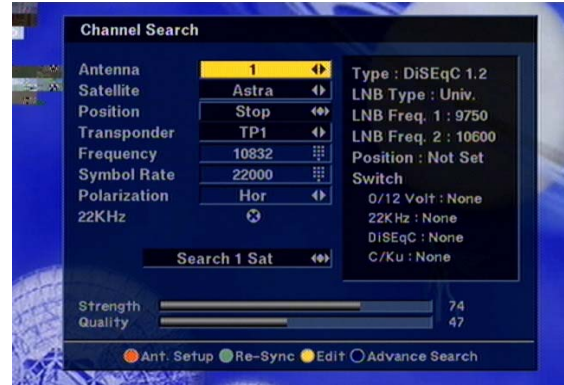 Channel Search
Antenna 1
Satellite Astra
Position Stop
Transponder TP1
Frequency 10832
Symbol Rate 22000
Polarization Hor
22KHz
Search 1 Sat
Type : DiSEqC 1.2
LNB Type : Univ.
LNB Freq. 1 : 9750
LNB Freq. 2 : 10600
Position : Not Set
Switch
0/12 Volt : None
22KHz : None
DiSEqC : None
C/Ku : None
Strength 74
Quality 47
Ant. Setup Re-Sync Edit Advance Search